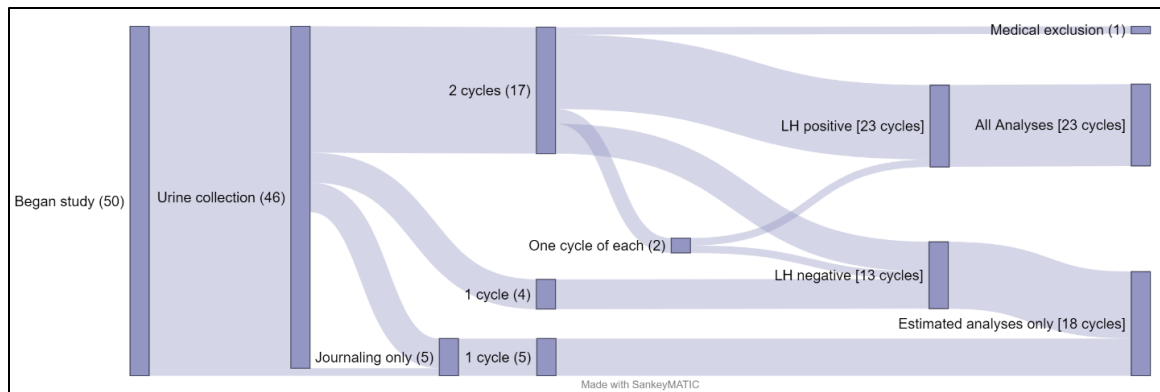 Began study (50)
Urine collection (46)
2 cycles (17)
Medical exclusion (1)
LH positive [23 cycles]
All Analyses [23 cycles]
One cycle of each (2)
LH negative [13 cycles]
1 cycle (4)
Estimated analyses only [18 cycles]
Journaling only (5)
1 cycle (5)
Made with SankeyMATIC